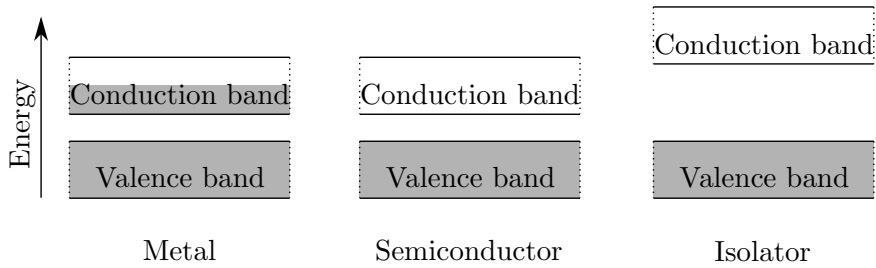 Energy
Conduction band
Conduction band
Conduction band
Valence band
Valence band
Valence band
Metal
Semiconductor
Isolator